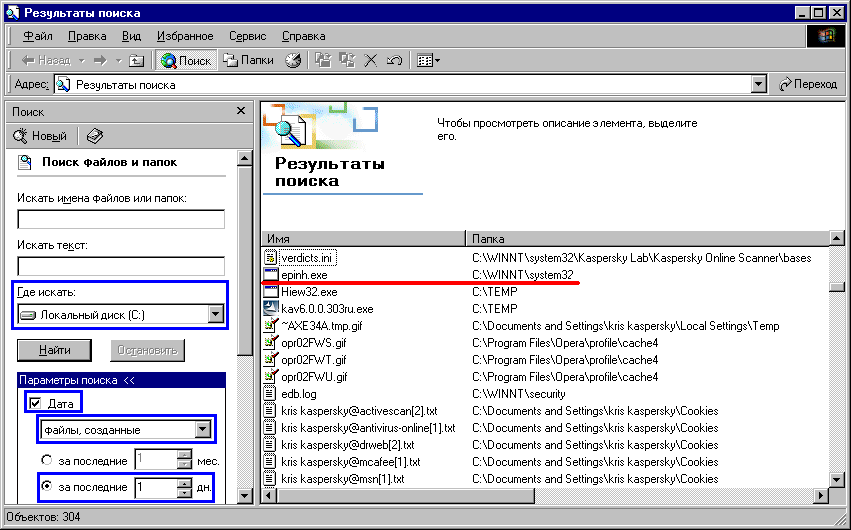 Результаты поиска
Файл Правка Вид Избранное Сервис Справка
Назад Поиск Папки
Адрес: Результаты поиска Переход
Поиск
Новый
Поиск файлов и папок
Искать имена файлов или папок:
Искать текст:
Где искать:
Локальный диск (C:)
Найти Остановить
Параметры поиска <<
Дата
файлы, созданные
за последние 1 мес.
за последние 1 дн.
Результаты
поиска
Чтобы просмотреть описание элемента, выделите
его.
Имя Папка
verdicts.ini C:\WINNT\system32\Kaspersky Lab\Kaspersky Online Scanner\bases
epinh.exe C:\WINNT\system32
Hiew32.exe C:\TEMP
kav6.0.0.303ru.exe C:\TEMP
~AXE34A.tmp.gif C:\Documents and Settings\kris kaspersky\Local Settings\Temp
opr02FWS.gif C:\Program Files\Opera\profile\cache4
opr02FWT.gif C:\Program Files\Opera\profile\cache4
opr02FWU.gif C:\Program Files\Opera\profile\cache4
edb.log C:\WINNT\security
kris kaspersky@activescan[2].txt C:\Documents and Settings\kris kaspersky\Cookies
kris kaspersky@antivirus-online[1].txt C:\Documents and Settings\kris kaspersky\Cookies
kris kaspersky@drweb[2].txt C:\Documents and Settings\kris kaspersky\Cookies
kris kaspersky@mcafee[1].txt C:\Documents and Settings\kris kaspersky\Cookies
kris kaspersky@msn[1].txt C:\Documents and Settings\kris kaspersky\Cookies
Объектов: 304